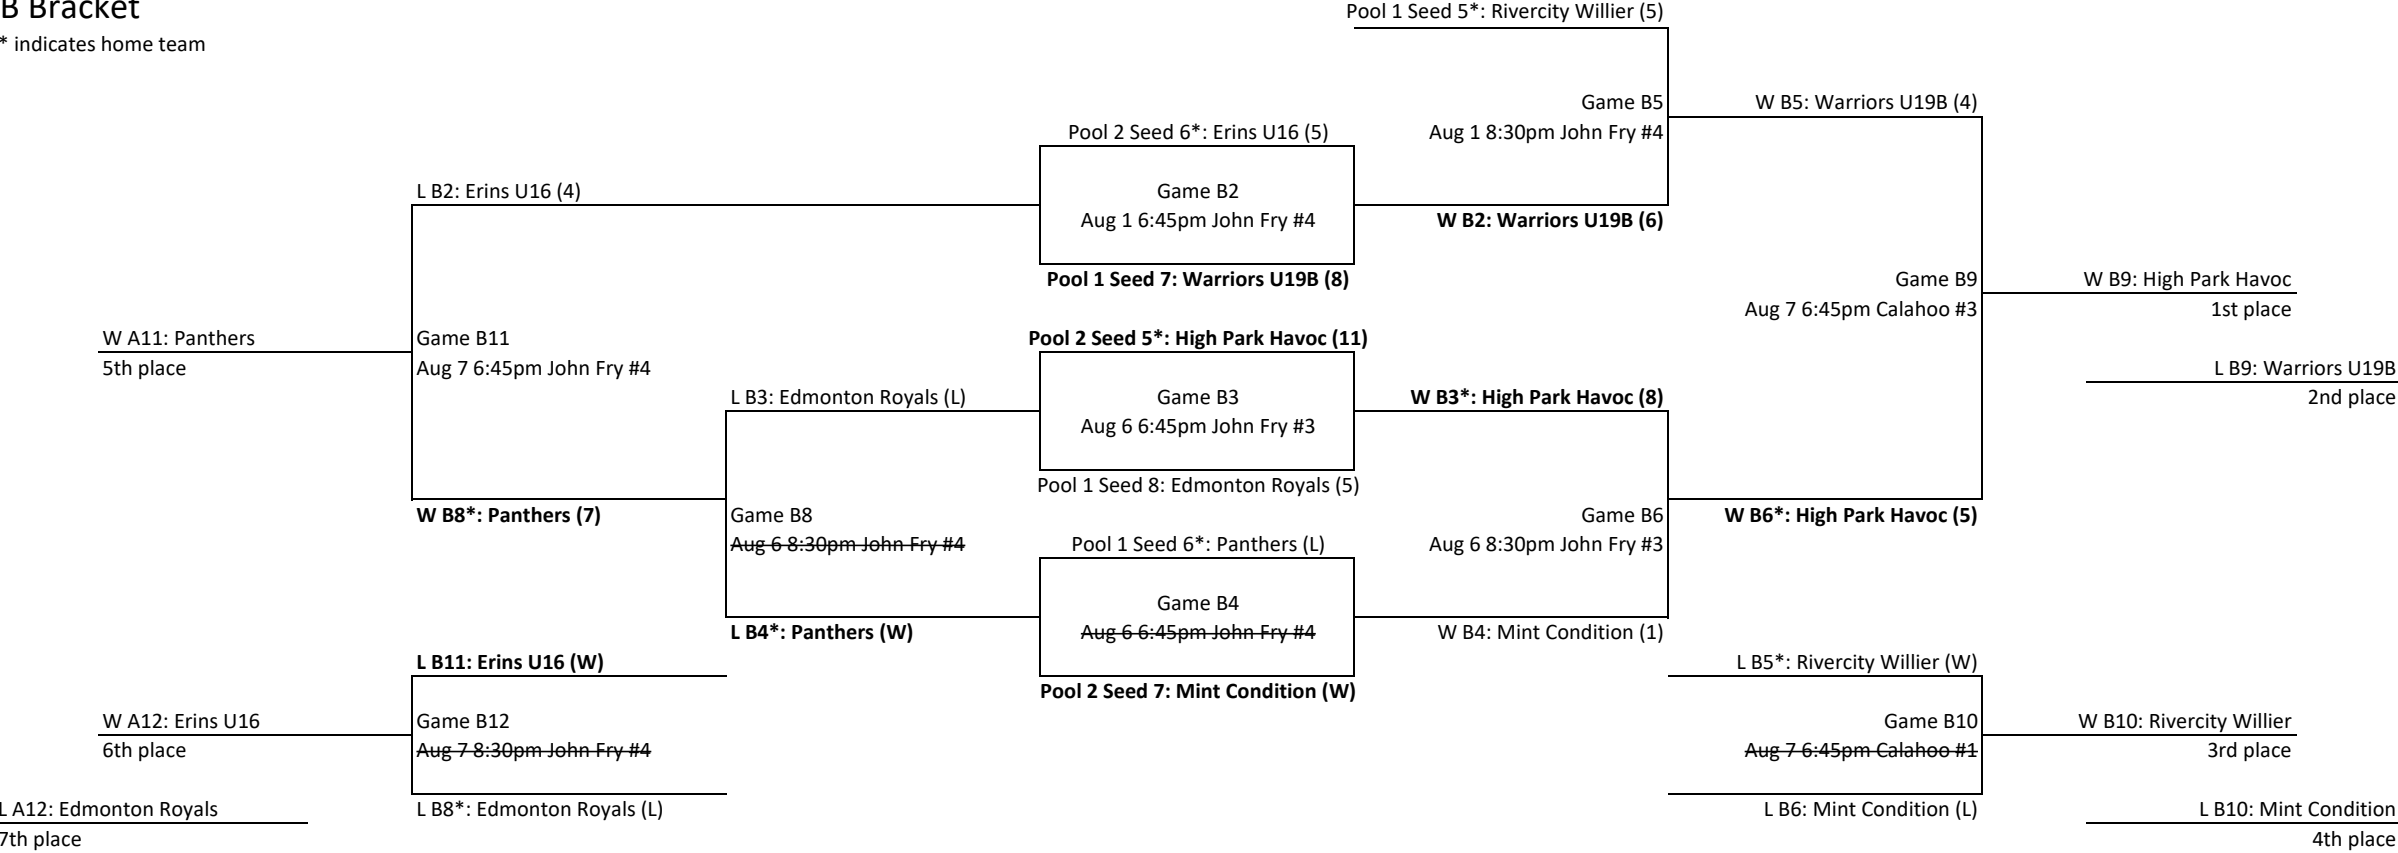 B Bracket
* indicates home team
Pool 1 Seed 5*: Rivercity Willier (5)
Game B5
Aug 1 8:30pm John Fry #4
W B5: Warriors U19B (4)
Pool 2 Seed 6*: Erins U16 (5)
Game B2
Aug 1 6:45pm John Fry #4
L B2: Erins U16 (4)
W B2: Warriors U19B (6)
Pool 1 Seed 7: Warriors U19B (8)
Game B9
Aug 7 6:45pm Calahoo #3
W B9: High Park Havoc
1st place
W A11: Panthers
5th place
Game B11
Aug 7 6:45pm John Fry #4
Pool 2 Seed 5*: High Park Havoc (11)
L B9: Warriors U19B
2nd place
L B3: Edmonton Royals (L)
Game B3
Aug 6 6:45pm John Fry #3
W B3*: High Park Havoc (8)
Pool 1 Seed 8: Edmonton Royals (5)
W B8*: Panthers (7)
Game B8
Aug 6 8:30pm John Fry #4
Pool 1 Seed 6*: Panthers (L)
Game B6
Aug 6 8:30pm John Fry #3
W B6*: High Park Havoc (5)
Game B4
Aug 6 6:45pm John Fry #4
L B4*: Panthers (W)
W B4: Mint Condition (1)
L B11: Erins U16 (W)
L B5*: Rivercity Willier (W)
Pool 2 Seed 7: Mint Condition (W)
W A12: Erins U16
6th place
Game B12
Aug 7 8:30pm John Fry #4
Game B10
Aug 7 6:45pm Calahoo #1
W B10: Rivercity Willier
3rd place
L A12: Edmonton Royals
7th place
L B8*: Edmonton Royals (L)
L B6: Mint Condition (L)
L B10: Mint Condition
4th place